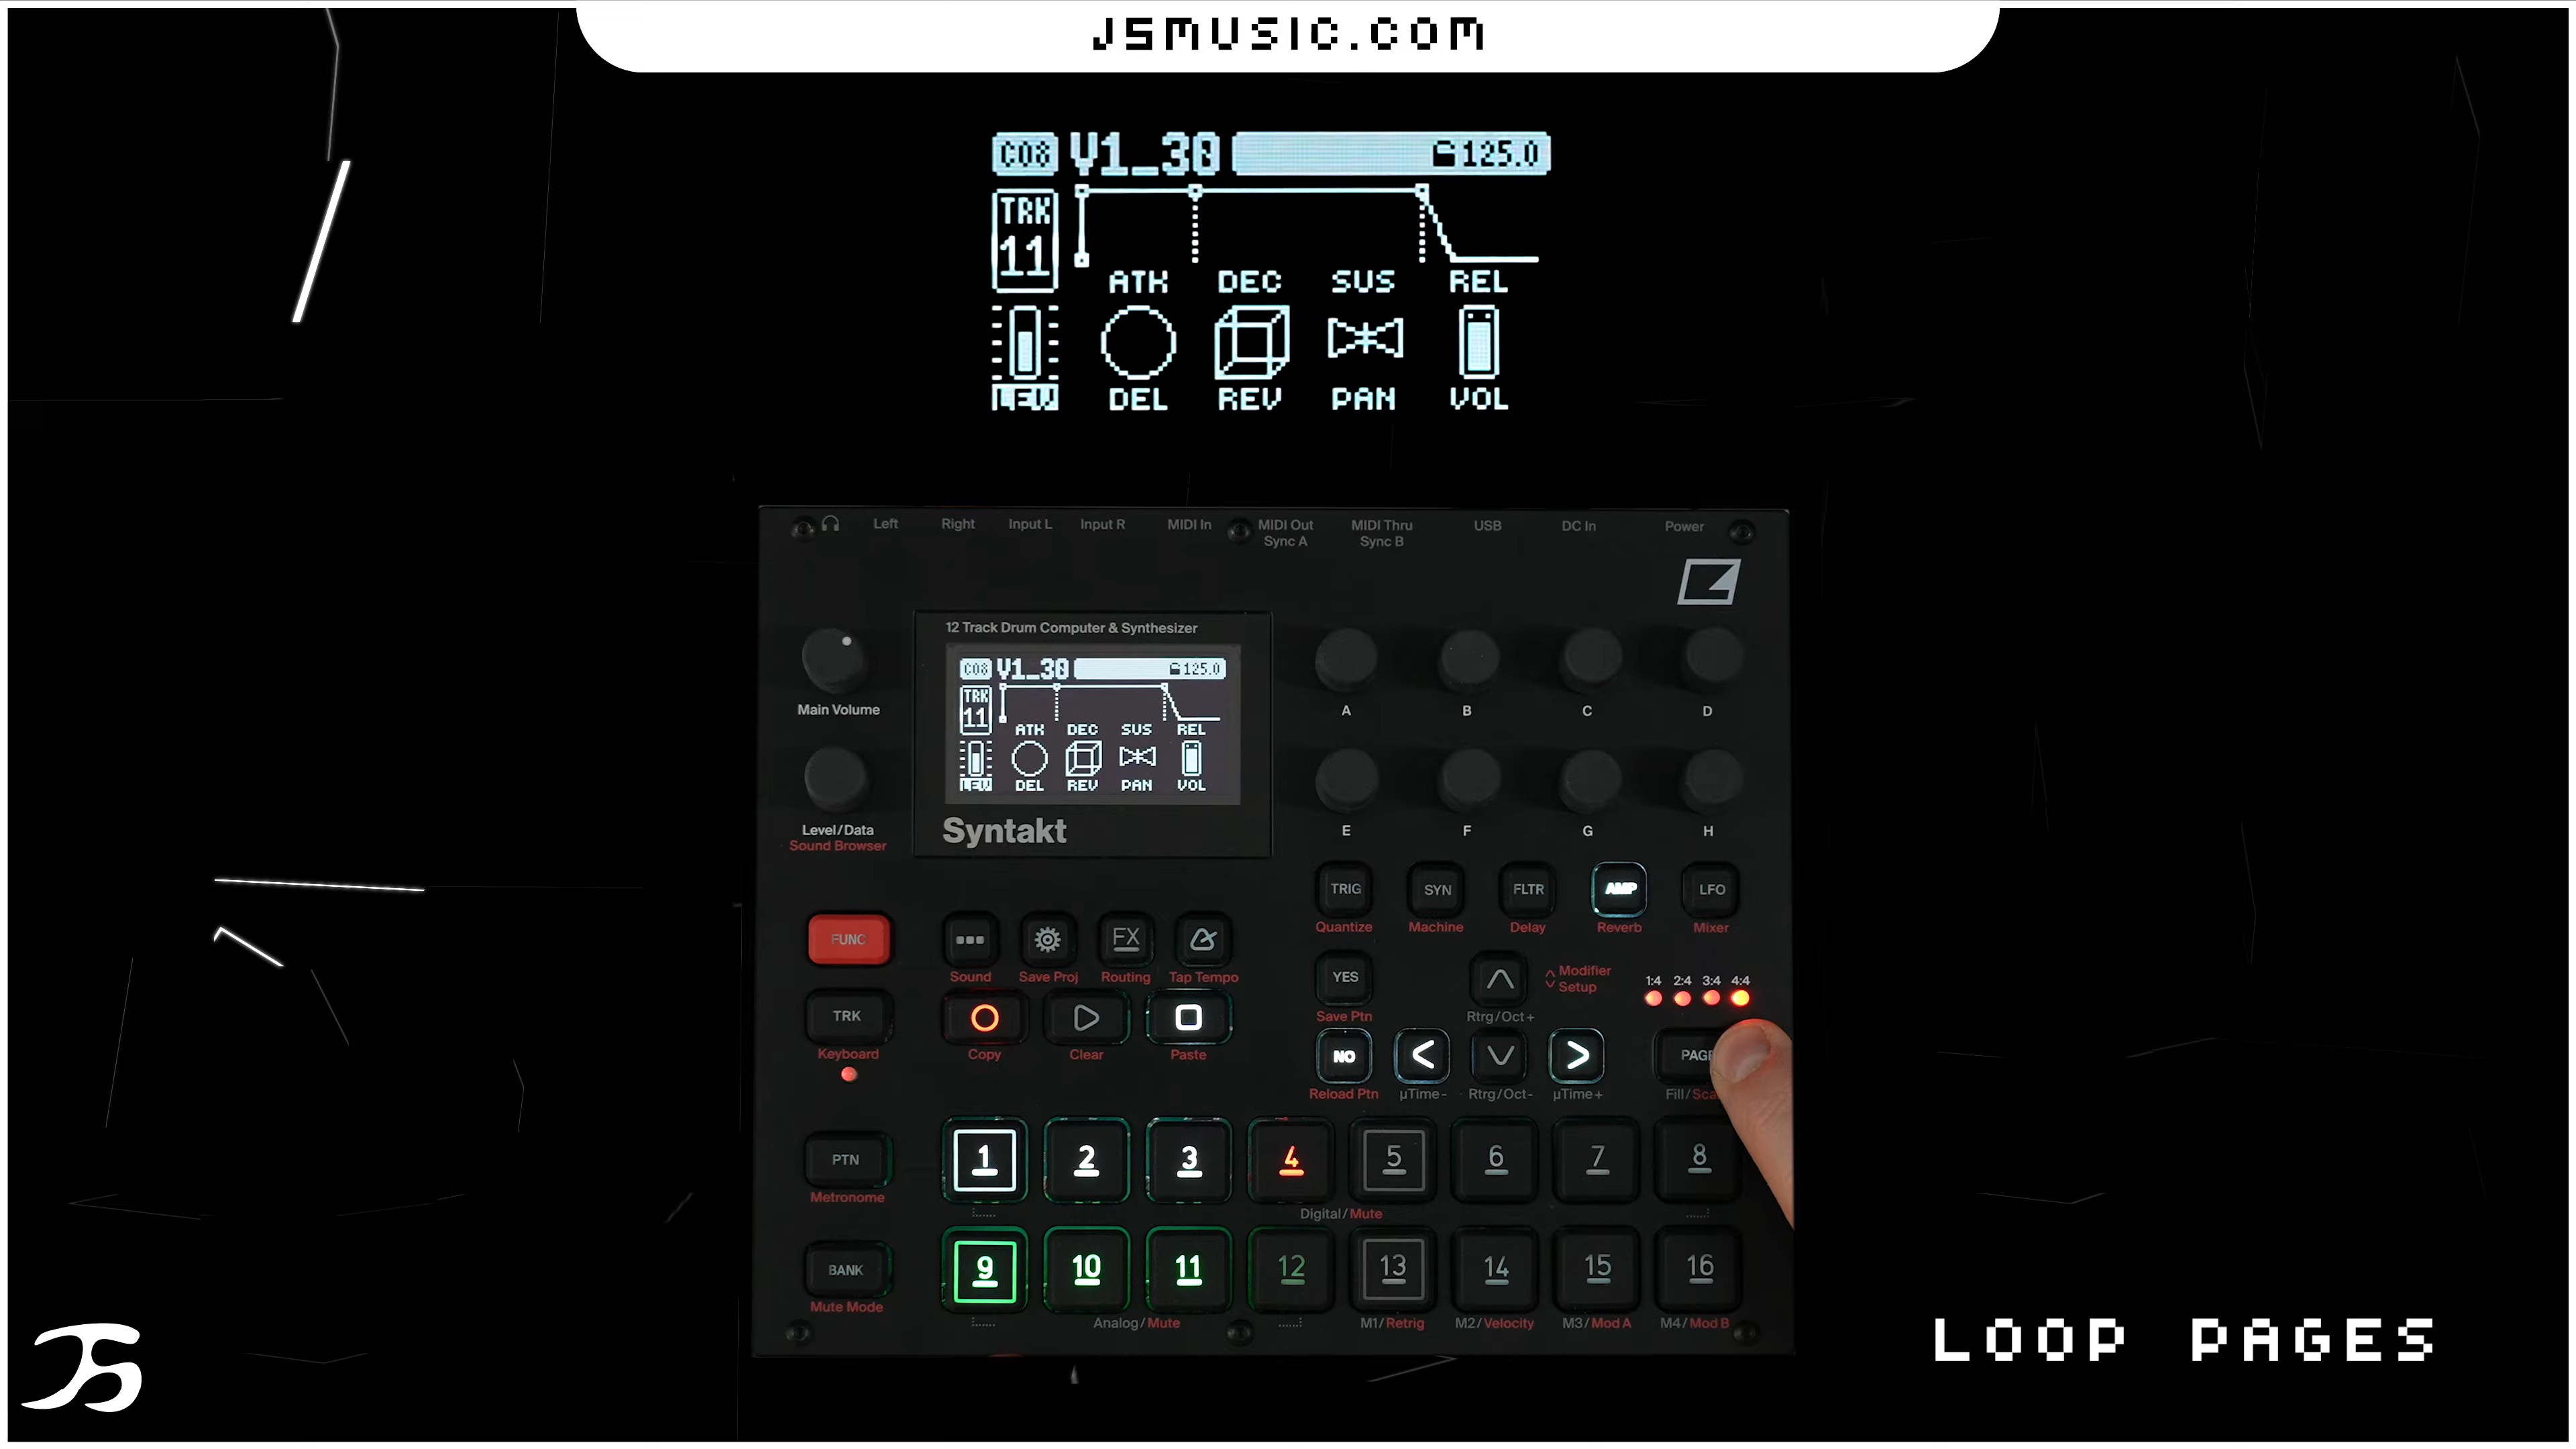 JSMUSIC.COM
C08 V1_30 125.0
TRK
11
ATK DEC SUS REL
LEV DEL REV PAN VOL
Left Right Input L Input R MIDI In MIDI Out MIDI Thru USB DC In Power
Sync A Sync B
12 Track Drum Computer & Synthesizer
C08 V1_30 125.0
TRK
11
ATK DEC SUS REL
LEV DEL REV PAN VOL
Syntakt
Main Volume
A B C D
Level/Data
Sound Browser
E F G H
TRIG SYN FLTR AMP LFO
Quantize Machine Delay Reverb Mixer
FUNC FX
Sound Save Proj Routing Tap Tempo
YES Modifier
Setup
1:4 2:4 3:4 4:4
Save Ptn Rtrg/Oct+
TRK
Keyboard Copy Clear Paste
NO < > PAGE
Reload Ptn µTime- Rtrg/Oct- µTime+ Fill/
PTN 1 2 3 4 5 6 7 8
Metronome
Digital/Mute
BANK 9 10 11 12 13 14 15 16
Mute Mode
Analog/Mute M1/Retrig M2/Velocity M3/Mod A M4/Mod B
JS
LOOP PAGES